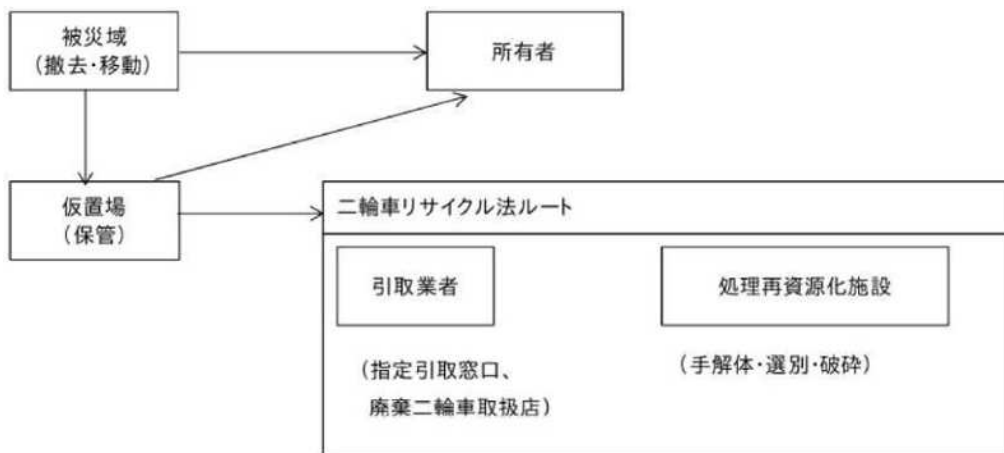 被災域
(撤去・移動)
所有者
仮置場
(保管)
二輪車リサイクル法ルート
引取業者
処理再資源化施設
(指定引取窓口、
廃棄二輪車取扱店)
(手解体・選別・破砕)